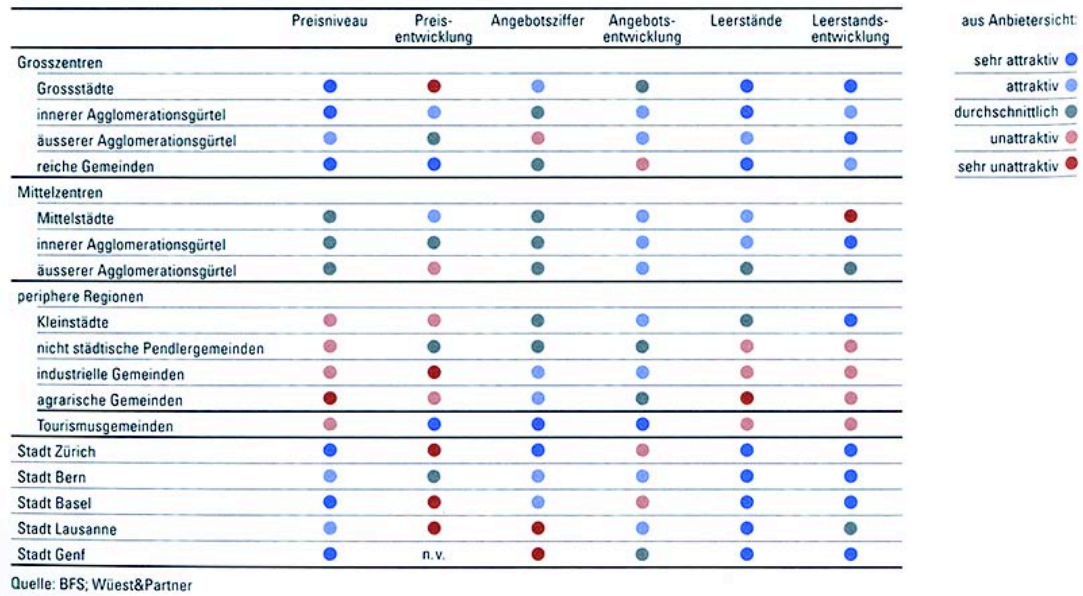 Preisniveau Preis-entwicklung Angebotsziffer Angebots-entwicklung Leerstände Leerstands-entwicklung
aus Anbietersicht:
sehr attraktiv
attraktiv
durchschnittlich
unattraktiv
sehr unattraktiv
Grosszentren
Grossstädte
innerer Agglomerationsgürtel
äusserer Agglomerationsgürtel
reiche Gemeinden
Mittelzentren
Mittelstädte
innerer Agglomerationsgürtel
äusserer Agglomerationsgürtel
periphere Regionen
Kleinstädte
nicht städtische Pendlergemeinden
industrielle Gemeinden
agrarische Gemeinden
Tourismusgemeinden
Stadt Zürich
Stadt Bern
Stadt Basel
Stadt Lausanne
Stadt Genf n.v.
Quelle: BFS; Wüest&Partner